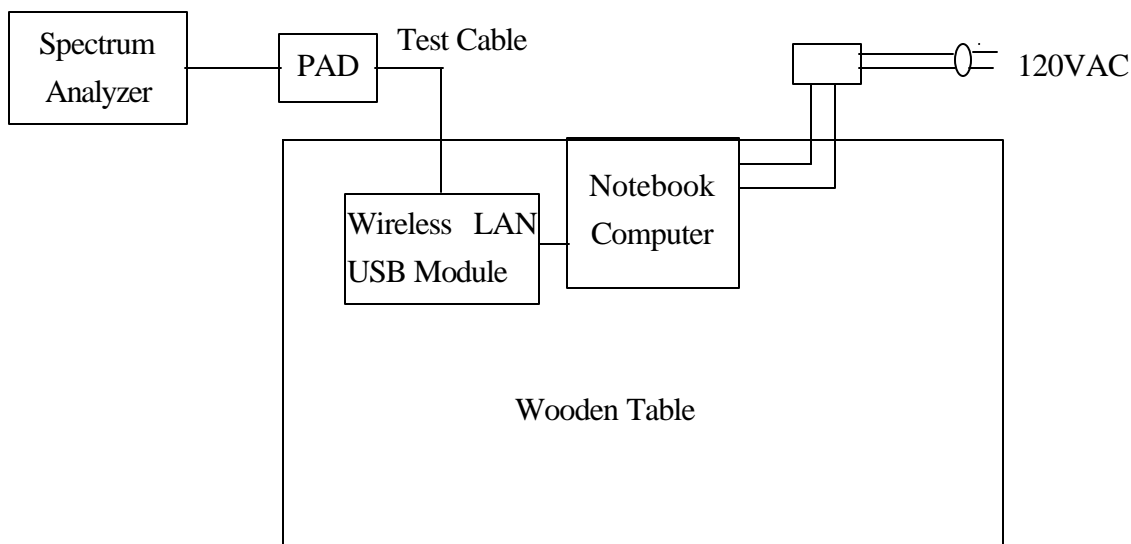 Spectrum
Analyzer
PAD
Test Cable
120VAC
Notebook
Computer
Wireless LAN
USB Module
Wooden Table